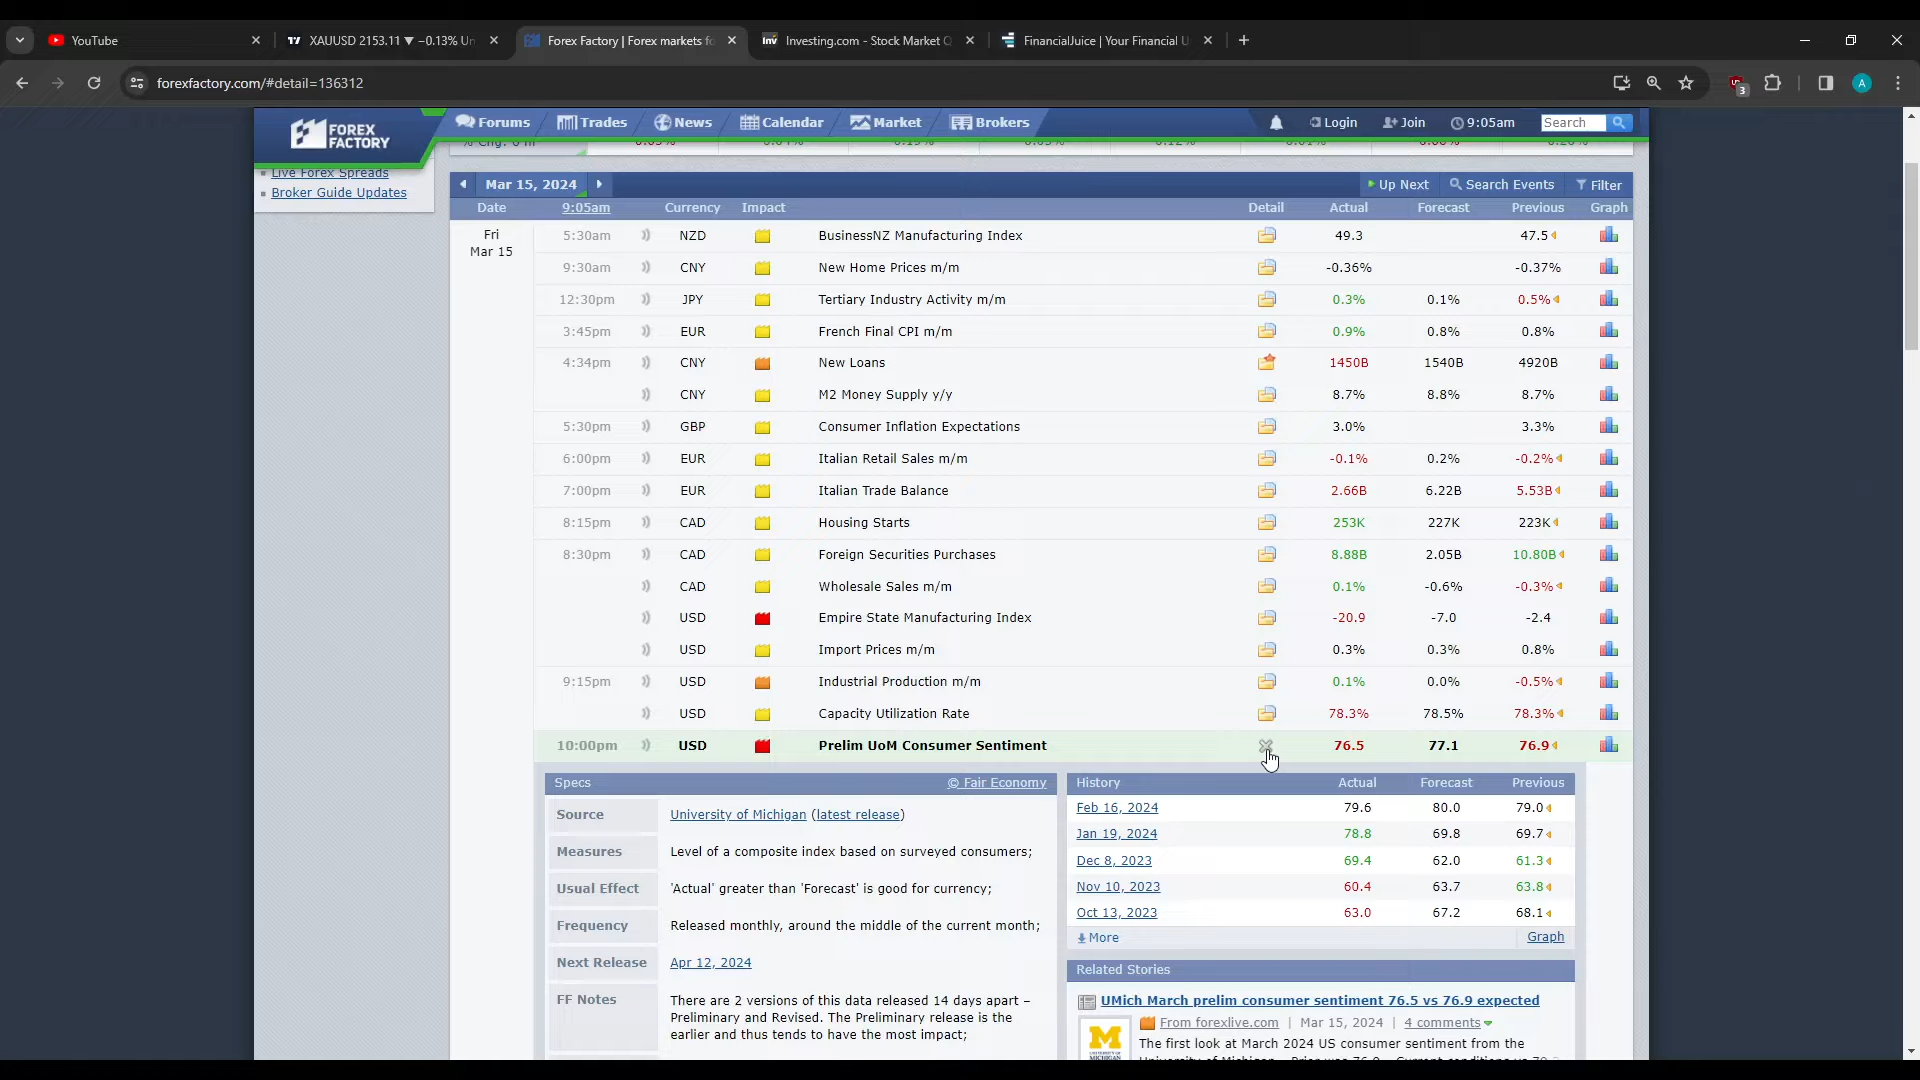 YouTube
XAUUSD 2153.11 ▼ −0.13% Un
Forex Factory | Forex markets fo
Investing.com - Stock Market Q
FinancialJuice | Your Financial U
forexfactory.com/#detail=136312
3
A
FOREX FACTORY
Forums Trades News Calendar Market Brokers
Login Join 9:05am Search
Live Forex Spreads
Broker Guide Updates
Mar 15, 2024 Up Next Search Events Filter
Date 9:05am Currency Impact Detail Actual Forecast Previous Graph
Fri
Mar 15
5:30am NZD BusinessNZ Manufacturing Index 49.3 47.5
9:30am CNY New Home Prices m/m -0.36% -0.37%
12:30pm JPY Tertiary Industry Activity m/m 0.3% 0.1% 0.5%
3:45pm EUR French Final CPI m/m 0.9% 0.8% 0.8%
4:34pm CNY New Loans 1450B 1540B 4920B
CNY M2 Money Supply y/y 8.7% 8.8% 8.7%
5:30pm GBP Consumer Inflation Expectations 3.0% 3.3%
6:00pm EUR Italian Retail Sales m/m -0.1% 0.2% -0.2%
7:00pm EUR Italian Trade Balance 2.66B 6.22B 5.53B
8:15pm CAD Housing Starts 253K 227K 223K
8:30pm CAD Foreign Securities Purchases 8.88B 2.05B 10.80B
CAD Wholesale Sales m/m 0.1% -0.6% -0.3%
USD Empire State Manufacturing Index -20.9 -7.0 -2.4
USD Import Prices m/m 0.3% 0.3% 0.8%
9:15pm USD Industrial Production m/m 0.1% 0.0% -0.5%
USD Capacity Utilization Rate 78.3% 78.5% 78.3%
10:00pm USD Prelim UoM Consumer Sentiment 76.5 77.1 76.9
Specs © Fair Economy
Source University of Michigan (latest release)
Measures Level of a composite index based on surveyed consumers;
Usual Effect 'Actual' greater than 'Forecast' is good for currency;
Frequency Released monthly, around the middle of the current month;
Next Release Apr 12, 2024
FF Notes There are 2 versions of this data released 14 days apart –
Preliminary and Revised. The Preliminary release is the
earlier and thus tends to have the most impact;
History Actual Forecast Previous
Feb 16, 2024 79.6 80.0 79.0
Jan 19, 2024 78.8 69.8 69.7
Dec 8, 2023 69.4 62.0 61.3
Nov 10, 2023 60.4 63.7 63.8
Oct 13, 2023 63.0 67.2 68.1
More Graph
Related Stories
UMich March prelim consumer sentiment 76.5 vs 76.9 expected
From forexlive.com | Mar 15, 2024 | 4 comments
The first look at March 2024 US consumer sentiment from the